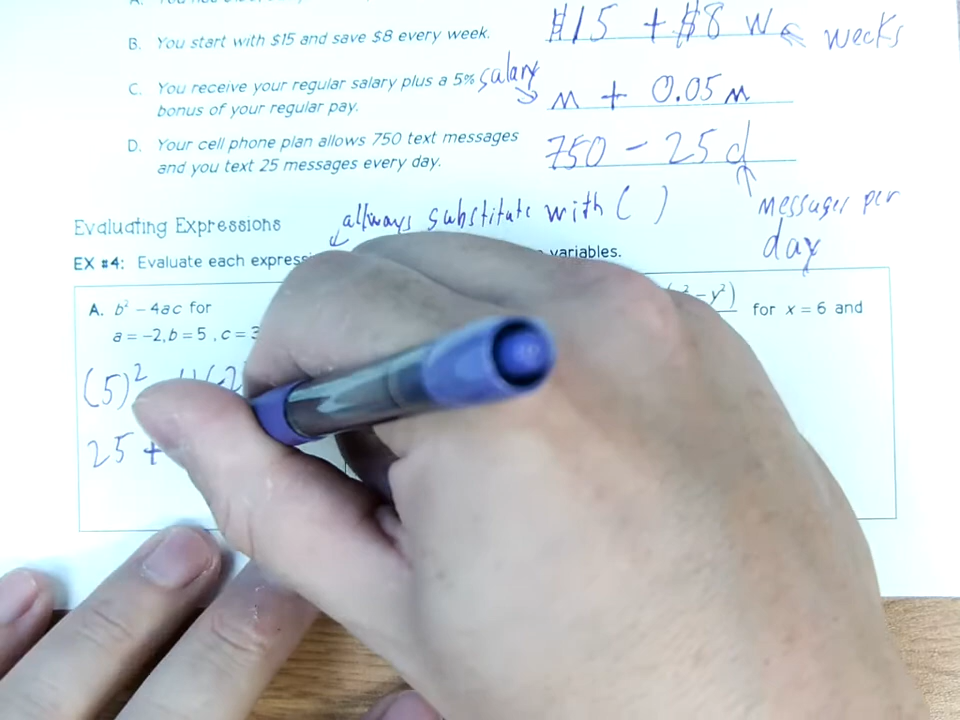 B. You start with $15 and save $8 every week. $15 + $8 w ← weeks
C. You receive your regular salary plus a 5% salary
bonus of your regular pay. m + 0.05 m
D. Your cell phone plan allows 750 text messages
and you text 25 messages every day. 750 - 25 d
messages per
day
Evaluating Expressions allways substitute with ( )
EX #4: Evaluate each variables.
A. b² - 4ac for
a = -2, b = 5, c = 3
for x = 6 and
(5)²
25 +